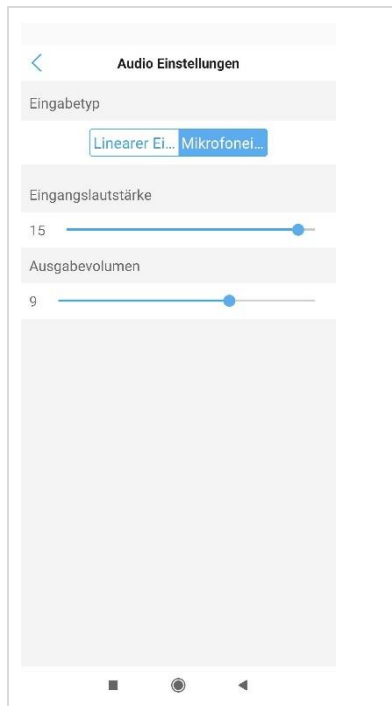 Audio Einstellungen
Eingabetyp
Linearer Ei... Mikrofonei...
Eingangslautstärke
15
Ausgabevolumen
9